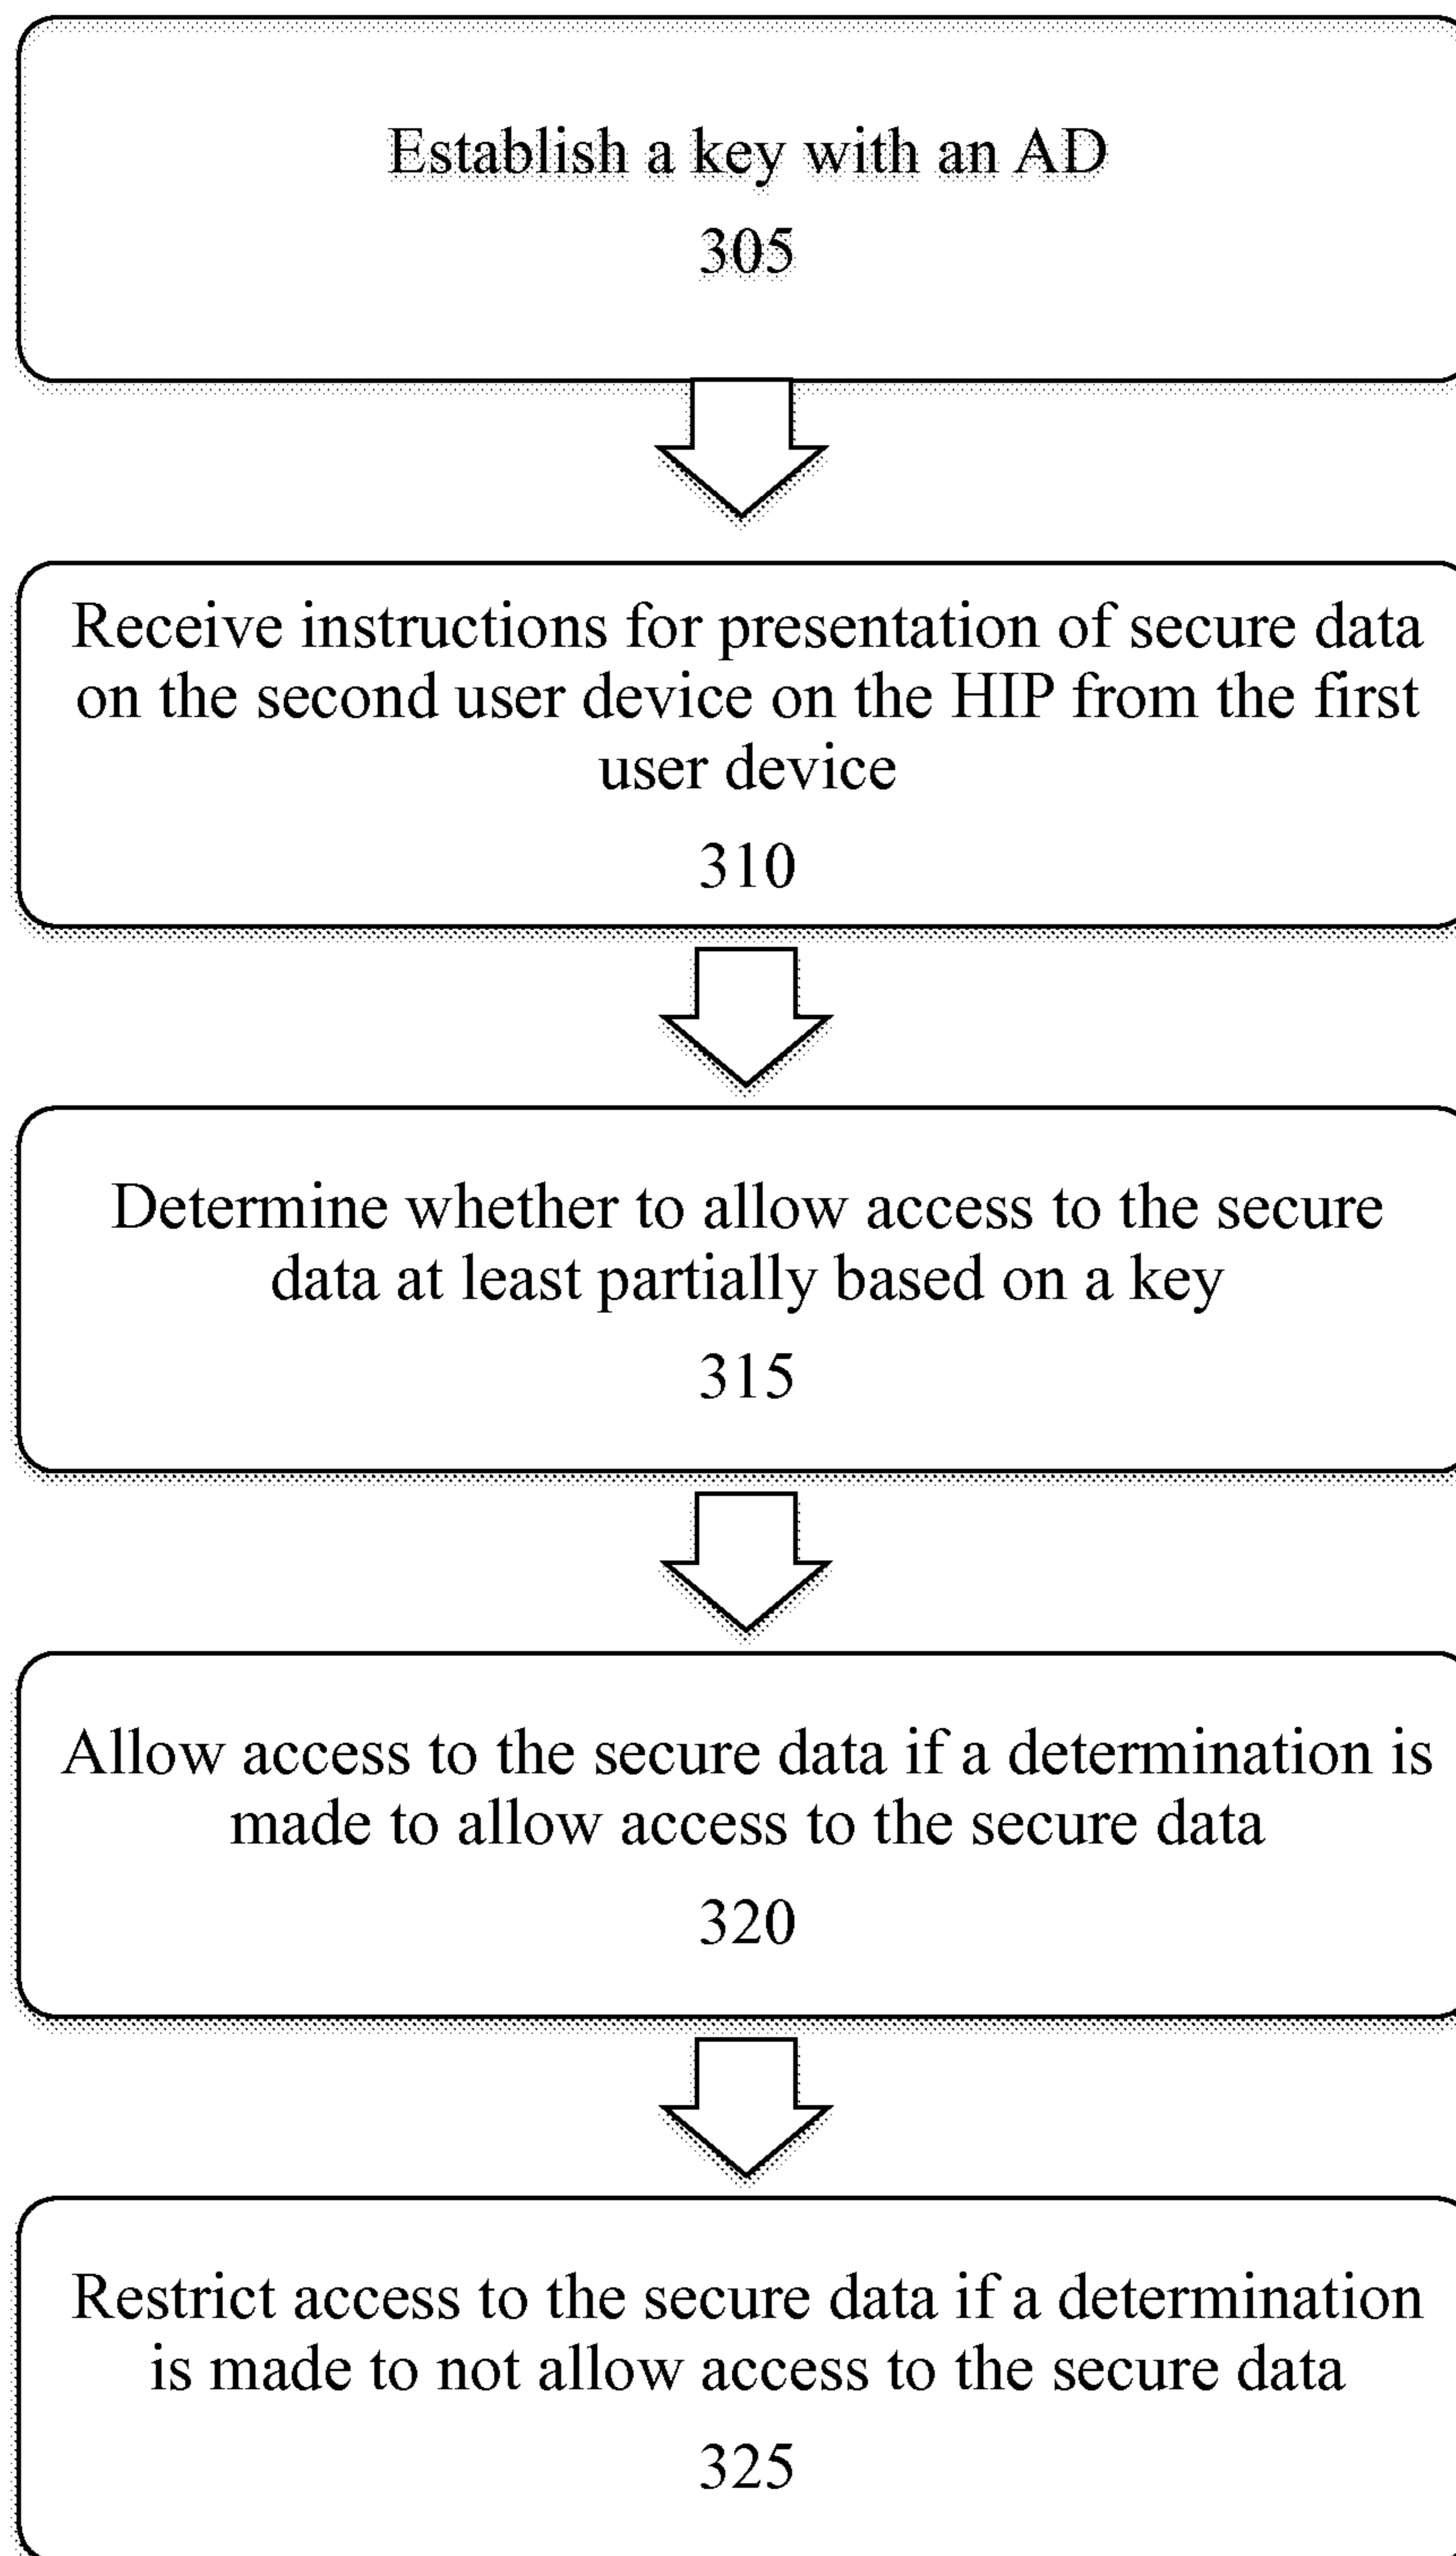 Establish a key with an AD
305
Receive instructions for presentation of secure data
on the second user device on the HIP from the first
user device
310
Determine whether to allow access to the secure
data at least partially based on a key
315
Allow access to the secure data if a determination is
made to allow access to the secure data
320
Restrict access to the secure data if a determination
is made to not allow access to the secure data
325